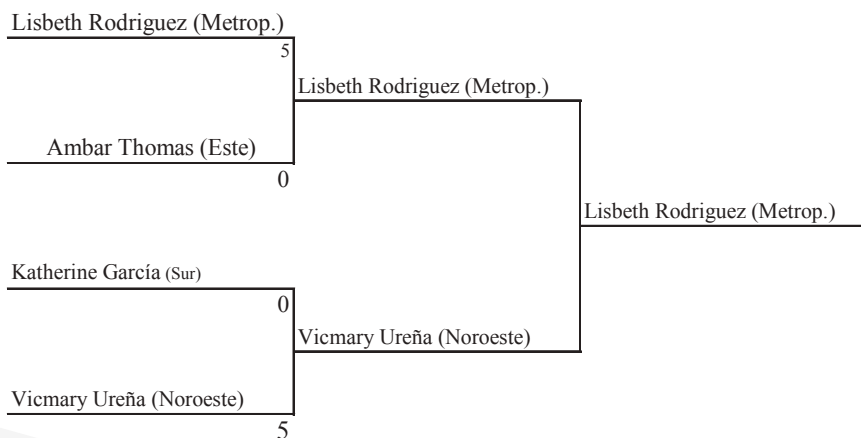 Lisbeth Rodriguez (Metrop.)
5
Lisbeth Rodriguez (Metrop.)
Ambar Thomas (Este)
0
Lisbeth Rodriguez (Metrop.)
Katherine García (Sur)
0
Vicmary Ureña (Noroeste)
Vicmary Ureña (Noroeste)
5